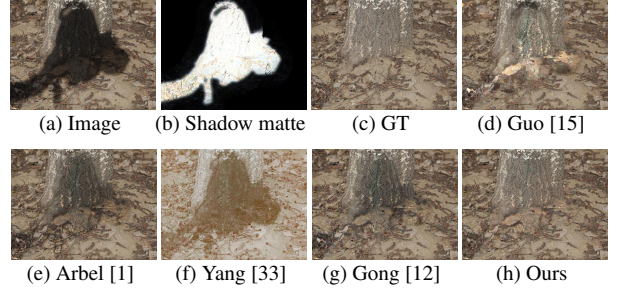 (a) Image (b) Shadow matte (c) GT (d) Guo [15]
(e) Arbel [1] (f) Yang [33] (g) Gong [12] (h) Ours